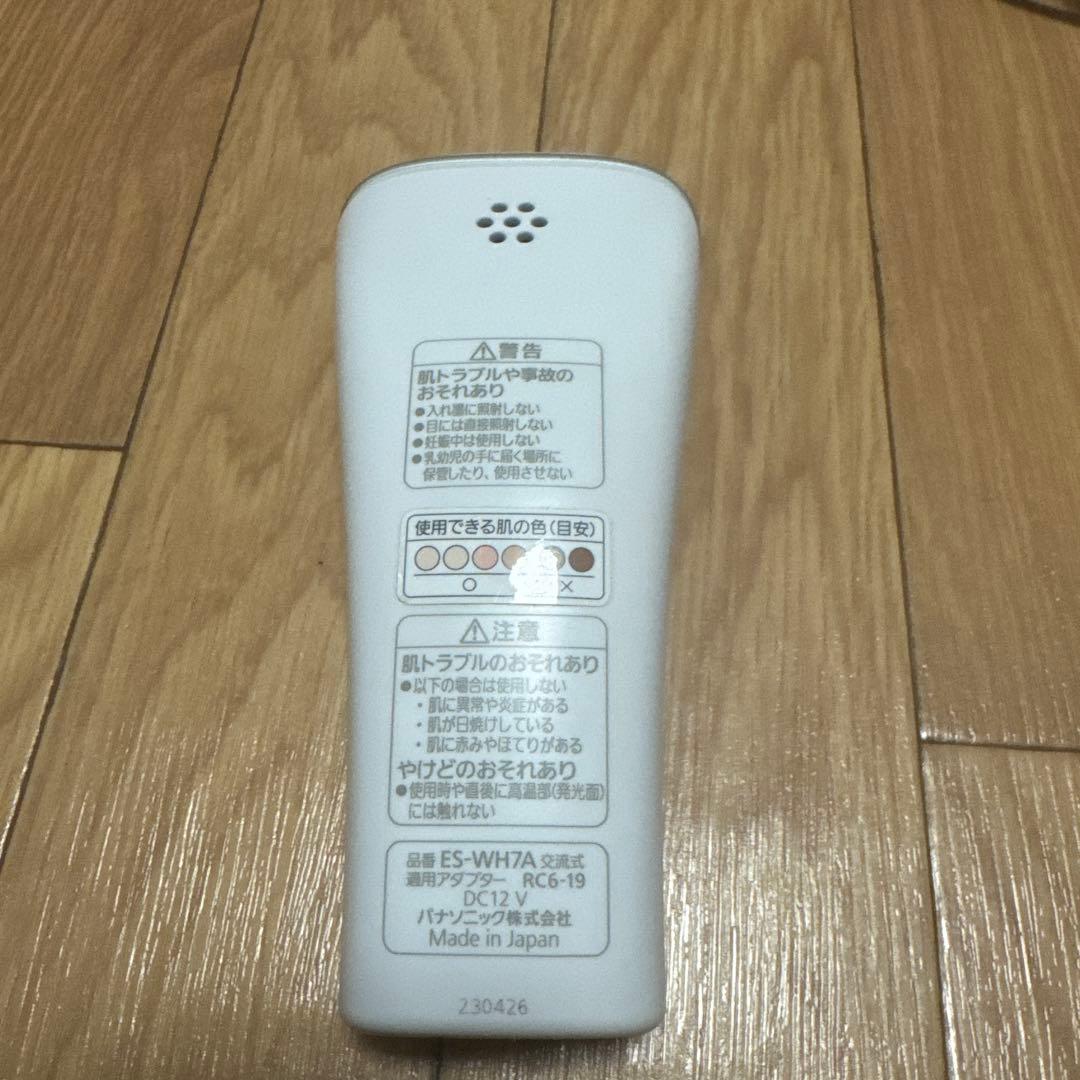 ⚠警告
肌トラブルや事故の
おそれあり
●入れ墨に照射しない
●目には直接照射しない
●妊娠中は使用しない
●乳幼児の手に届く場所に
保管したり、使用させない
使用できる肌の色(目安)
○ ×
⚠注意
肌トラブルのおそれあり
●以下の場合は使用しない
・肌に異常や炎症がある
・肌が日焼けしている
・肌に赤みやほてりがある
やけどのおそれあり
●使用時や直後に高温部(発光面)
には触れない
品番 ES-WH7A 交流式
適用アダプター RC6-19
DC12 V
パナソニック株式会社
Made in Japan
230426